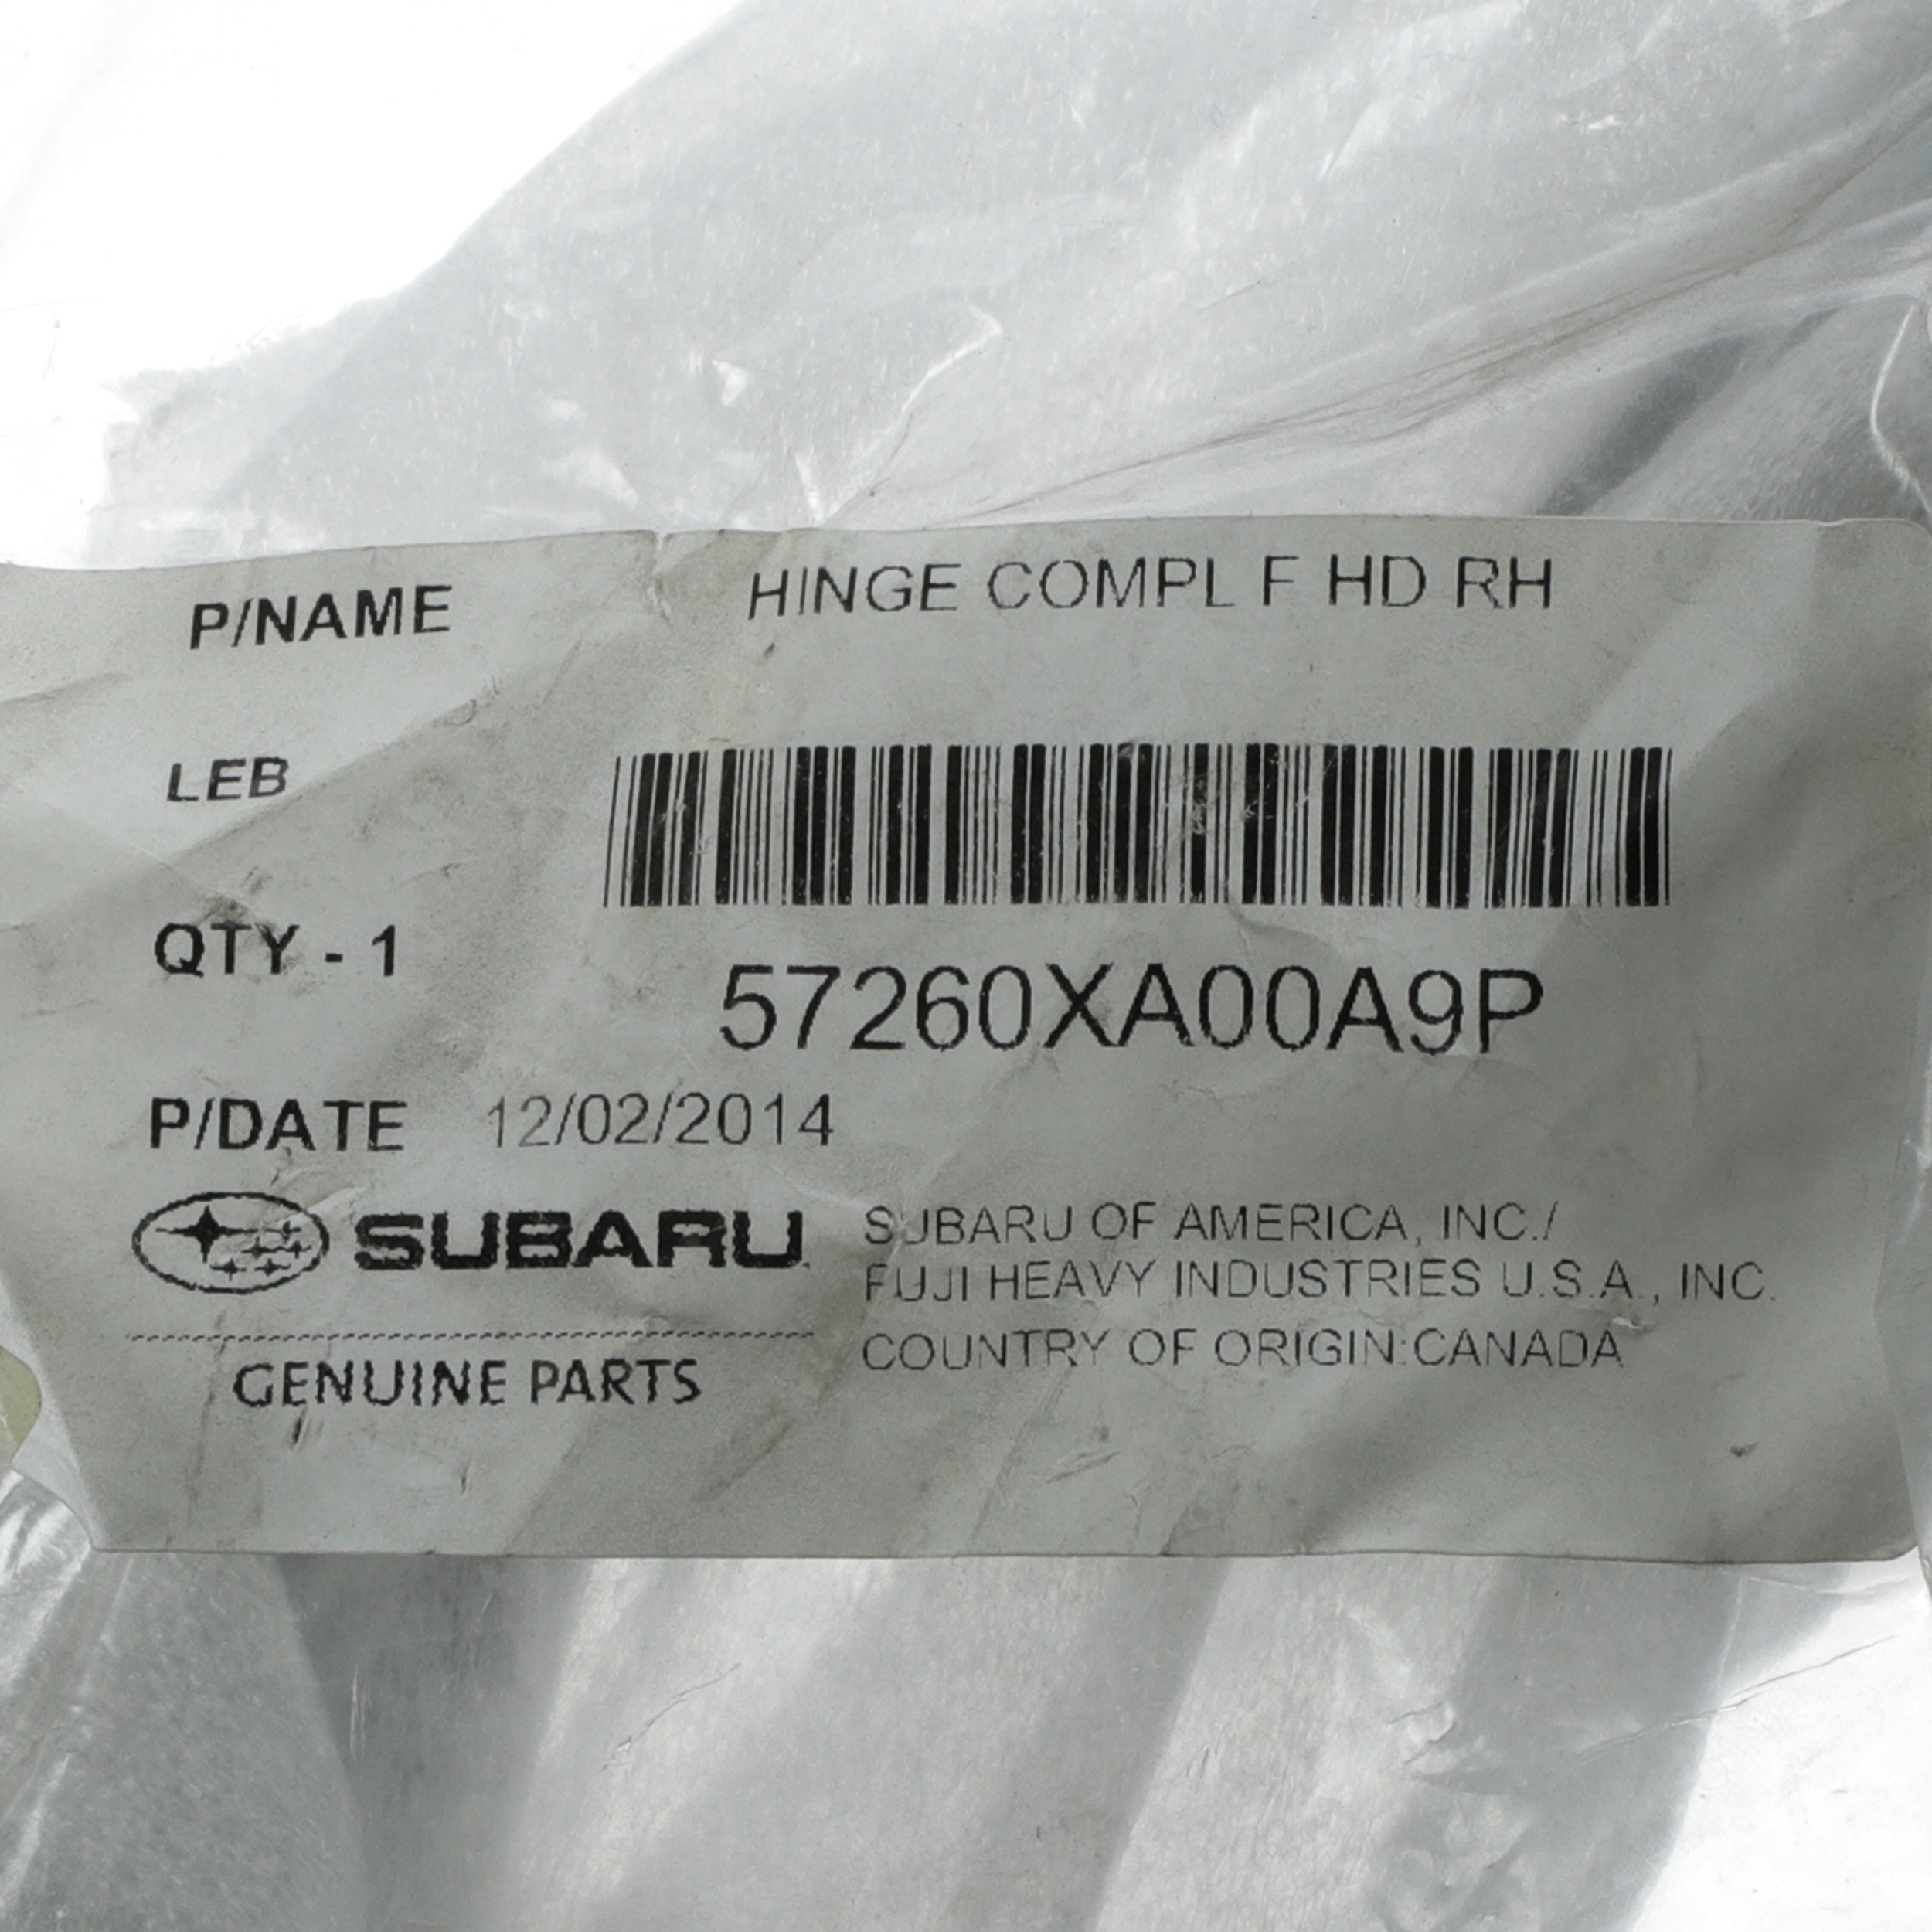 P/NAME HINGE COMPL F HD RH
LEB
QTY - 1
57260XA00A9P
P/DATE 12/02/2014
SUBARU
GENUINE PARTS
SUBARU OF AMERICA, INC./
FUJI HEAVY INDUSTRIES U.S.A., INC.
COUNTRY OF ORIGIN:CANADA